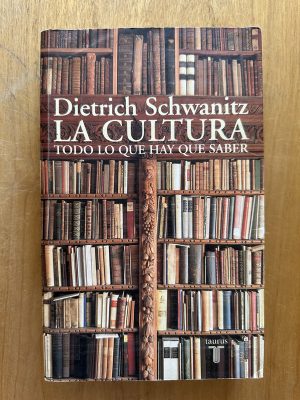 Dietrich Schwanitz
LA CULTURA
TODO LO QUE HAY QUE SABER
taurus